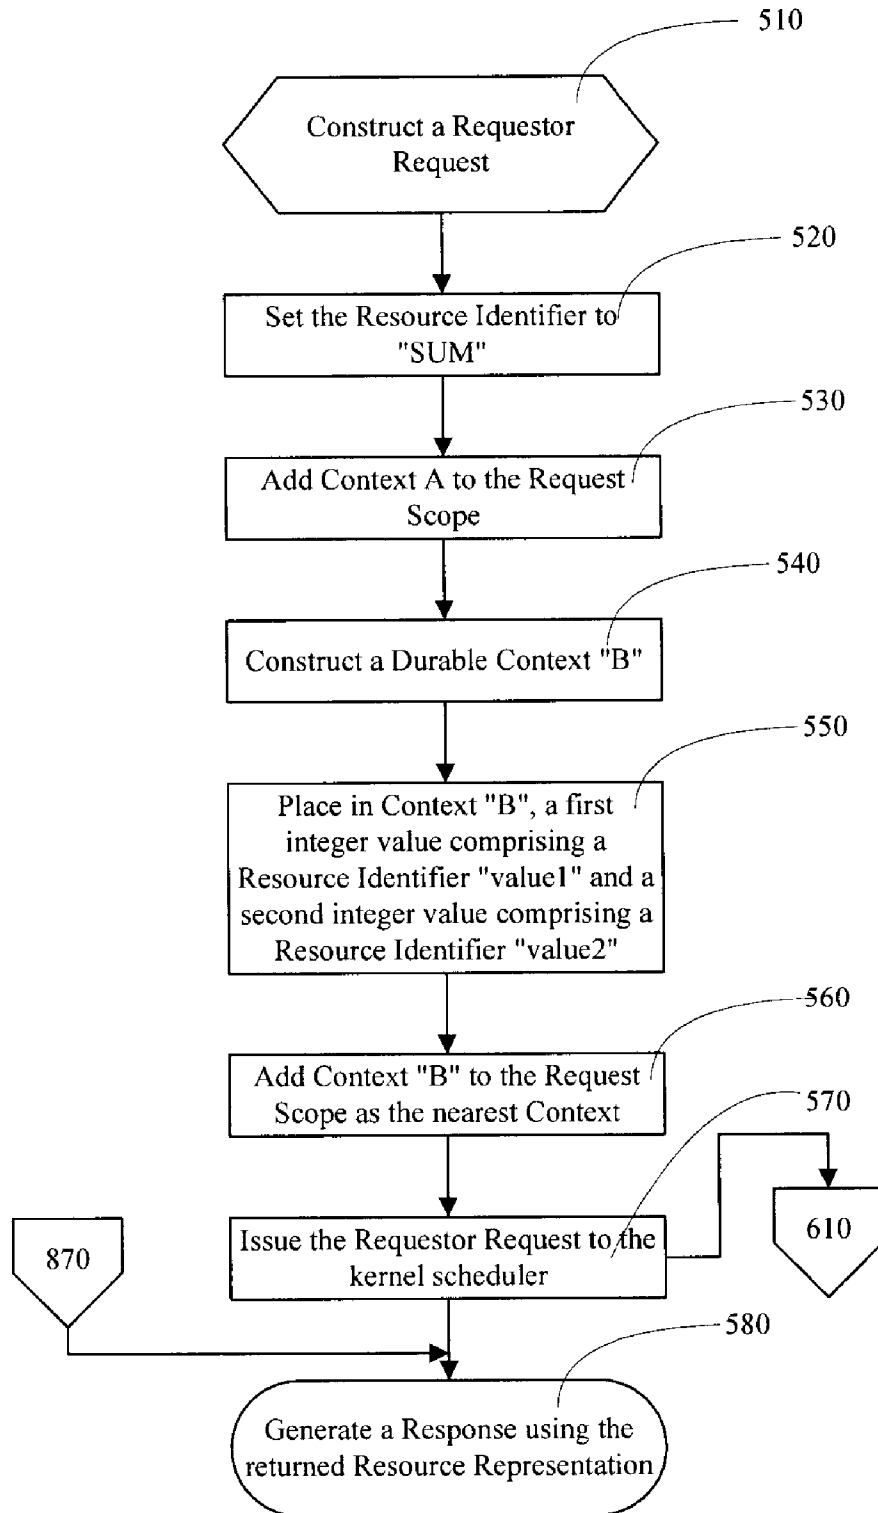 510
Construct a Requestor
Request
520
Set the Resource Identifier to
"SUM"
530
Add Context A to the Request
Scope
540
Construct a Durable Context "B"
550
Place in Context "B", a first
integer value comprising a
Resource Identifier "value1" and a
second integer value comprising a
Resource Identifier "value2"
560
Add Context "B" to the Request
Scope as the nearest Context
570
Issue the Requestor Request to the
kernel scheduler
610
870
580
Generate a Response using the
returned Resource Representation